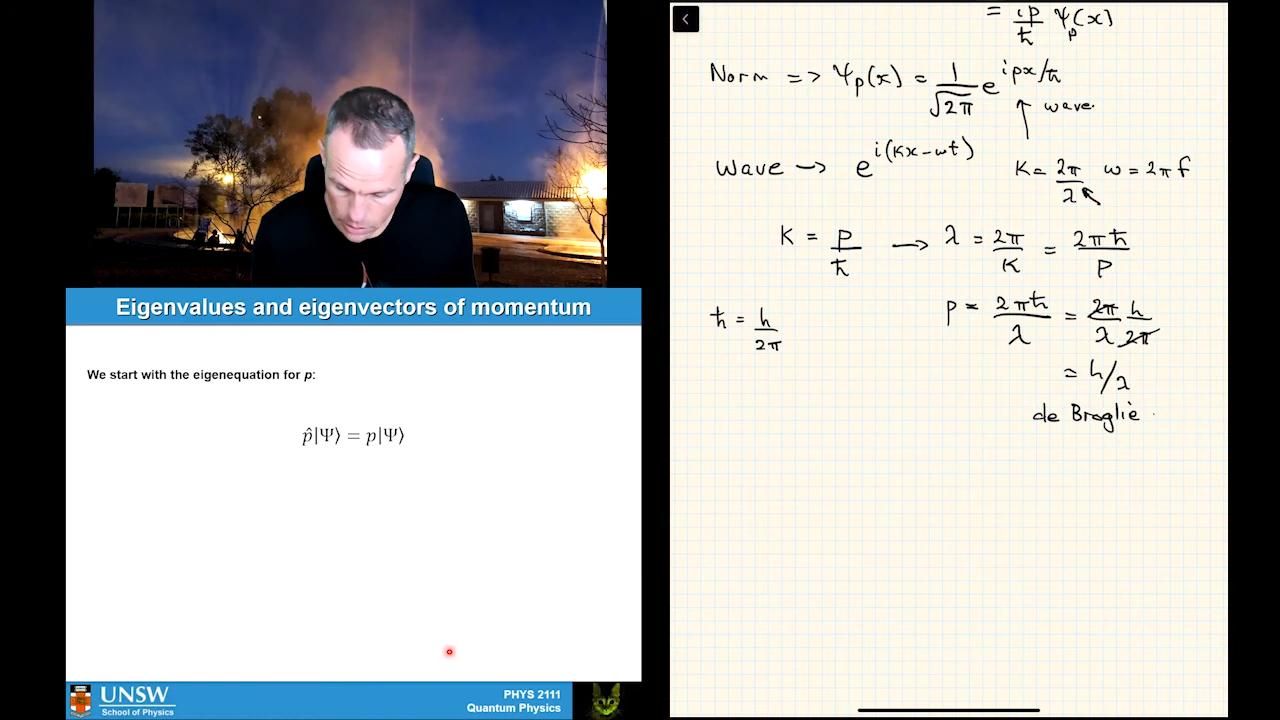 Eigenvalues and eigenvectors of momentum
We start with the eigenequation for p:
p̂|Ψ⟩ = p|Ψ⟩
UNSW
School of Physics
PHYS 2111
Quantum Physics
= ip/ħ Ψp(x)
Norm => Ψp(x) = 1/√2π e^{ipx/ħ}
↑ wave.
Wave → e^{i(kx-ωt)} k = 2π/λ ω = 2πf
k = p/ħ → λ = 2π/k = 2πħ/p
ħ = h/2π p = 2πħ/λ = 2π/λ h/2π
= h/λ
de Broglie